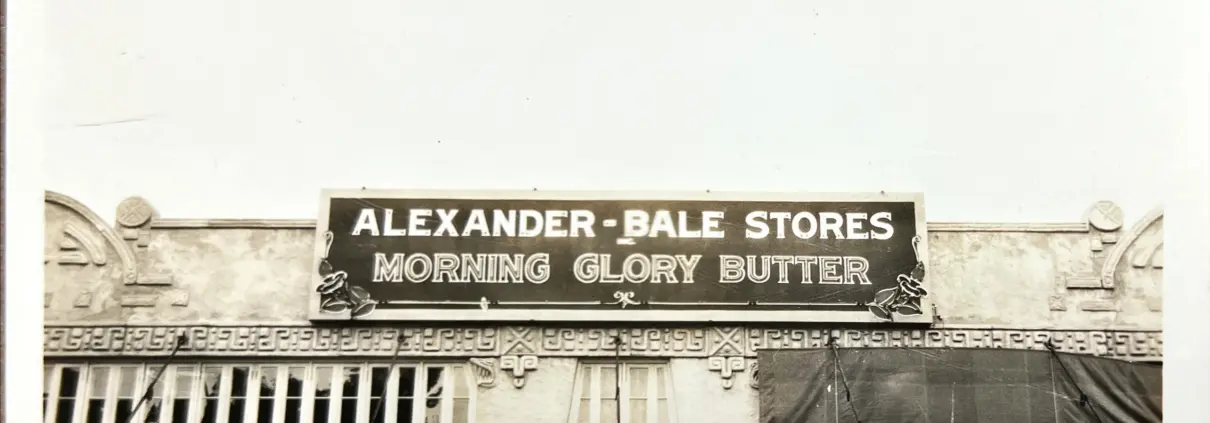 ALEXANDER-BALE STORES
MORNING GLORY BUTTER